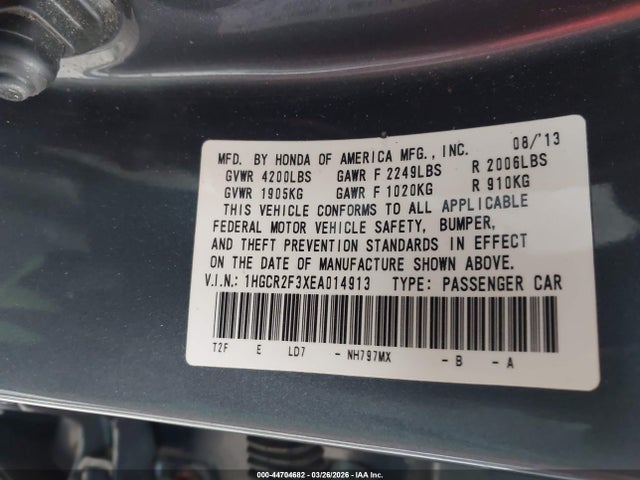 MFD. BY HONDA OF AMERICA MFG., INC. 08/'13
GVWR 4200LBS GAWR F 2249LBS R 2006LBS
GVWR 1905KG GAWR F 1020KG R 910KG
THIS VEHICLE CONFORMS TO ALL APPLICABLE
FEDERAL MOTOR VEHICLE SAFETY, BUMPER,
AND THEFT PREVENTION STANDARDS IN EFFECT
ON THE DATE OF MANUFACTURE SHOWN ABOVE.
V.I.N.: 1HGCR2F3XEA014913 TYPE: PASSENGER CAR
T2F E LD7 - NH797MX - B - A
000-44704682 | 03/26/2026 | IAA Inc.